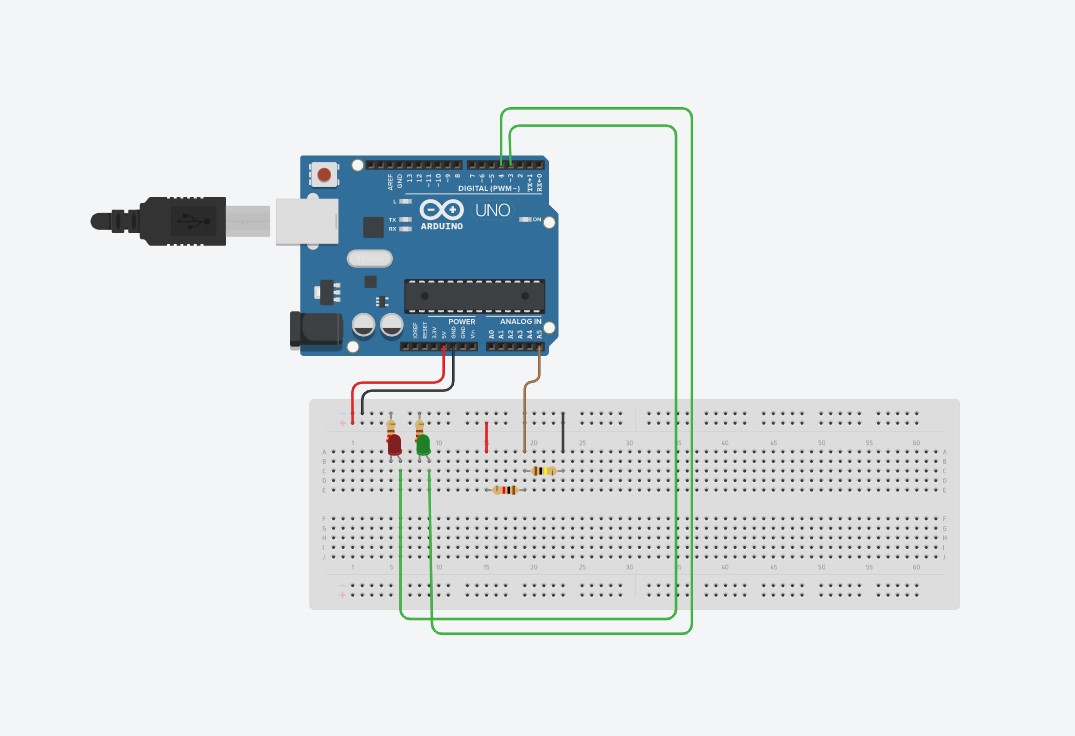 AREF
GND
13
12
~11
~10
~9
8
7
~6
~5
4
~3
2
TX→1
RX←0
DIGITAL (PWM~)
L
TX
RX
UNO
ARDUINO
ON
POWER
ANALOG IN
IOREF
RESET
3.3V
5V
GND
GND
Vin
A0
A1
A2
A3
A4
A5
1 5 10 15 20 25 30 35 40 45 50 55 60
A A
B B
C C
D D
E E
F F
G G
H H
I I
J J
1 5 10 15 20 25 30 35 40 45 50 55 60